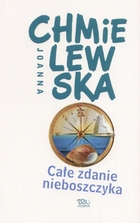 CHMiE
LEW
SKA
JOANNA
Całe zdanie
nieboszczyka